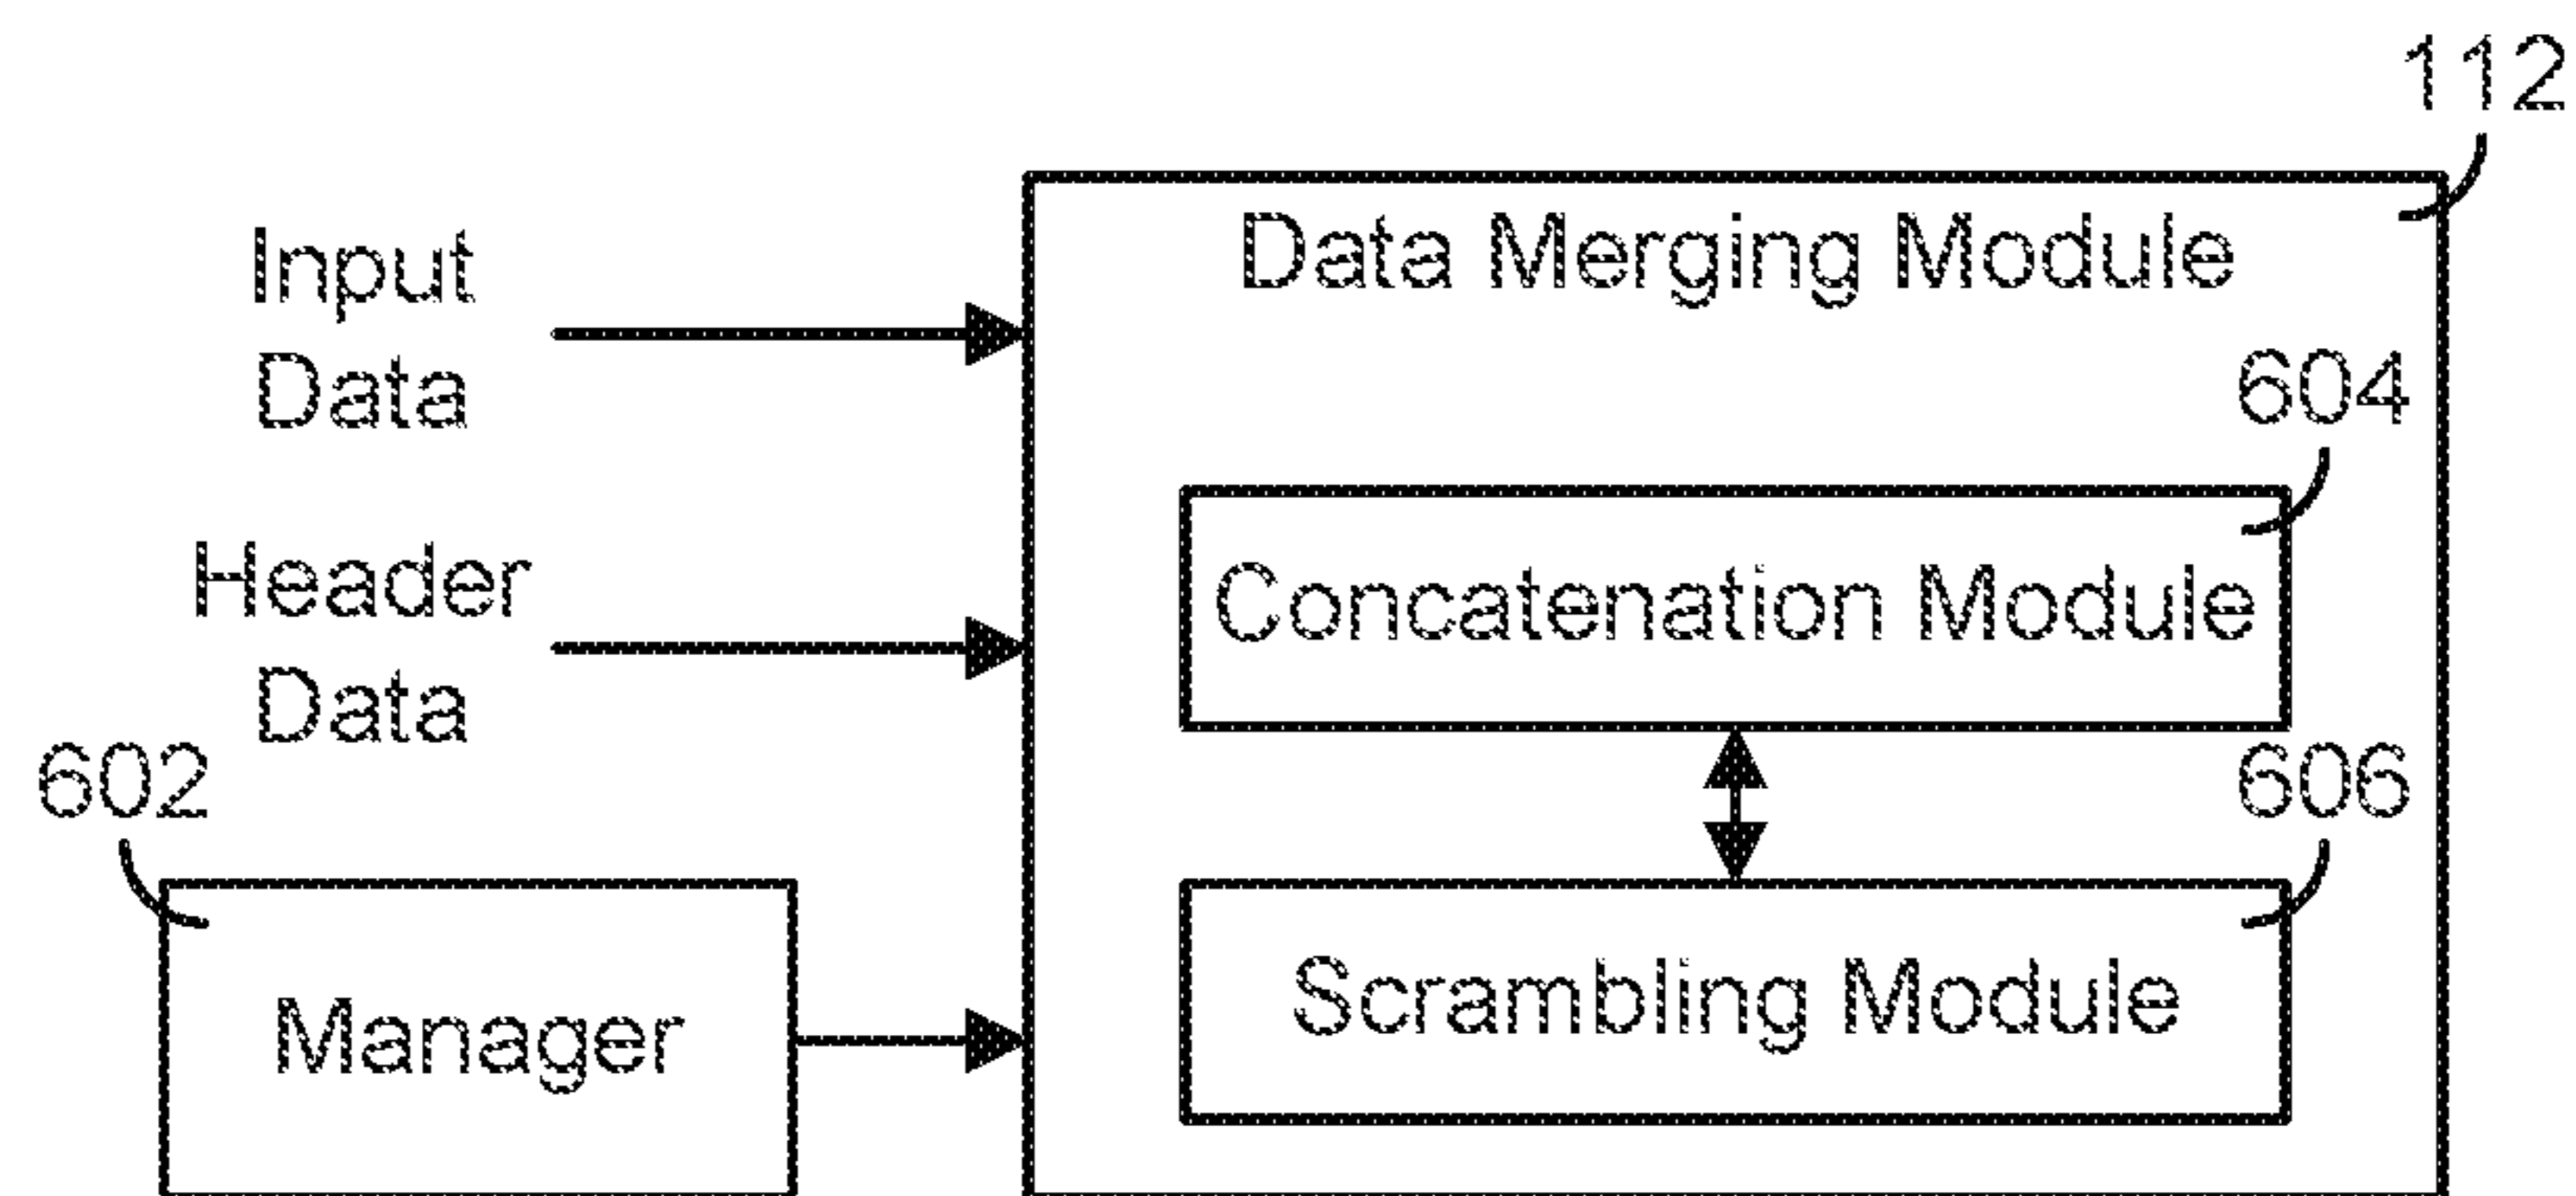 112
Input
Data
Data Merging Module
604
Header
Data
Concatenation Module
602
606
Manager
Scrambling Module